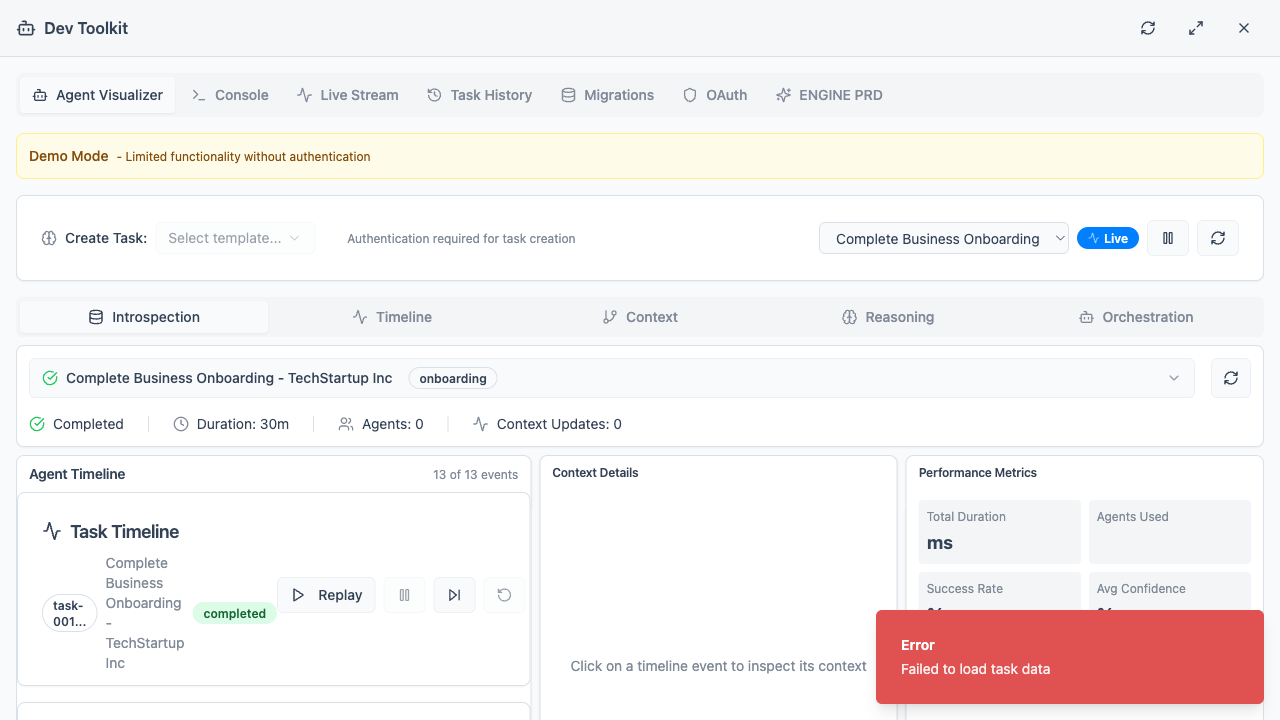 Dev Toolkit
Agent Visualizer
Console
Live Stream
Task History
Migrations
OAuth
ENGINE PRD
Demo Mode - Limited functionality without authentication
Create Task:
Select template...
Authentication required for task creation
Complete Business Onboarding
Live
Introspection
Timeline
Context
Reasoning
Orchestration
Complete Business Onboarding - TechStartup Inc
onboarding
Completed
Duration: 30m
Agents: 0
Context Updates: 0
Agent Timeline
13 of 13 events
Task Timeline
task-
001...
Complete
Business
Onboarding
-
TechStartup
Inc
completed
Replay
Context Details
Click on a timeline event to inspect its context
Performance Metrics
Total Duration
ms
Agents Used
Success Rate
Avg Confidence
Error
Failed to load task data